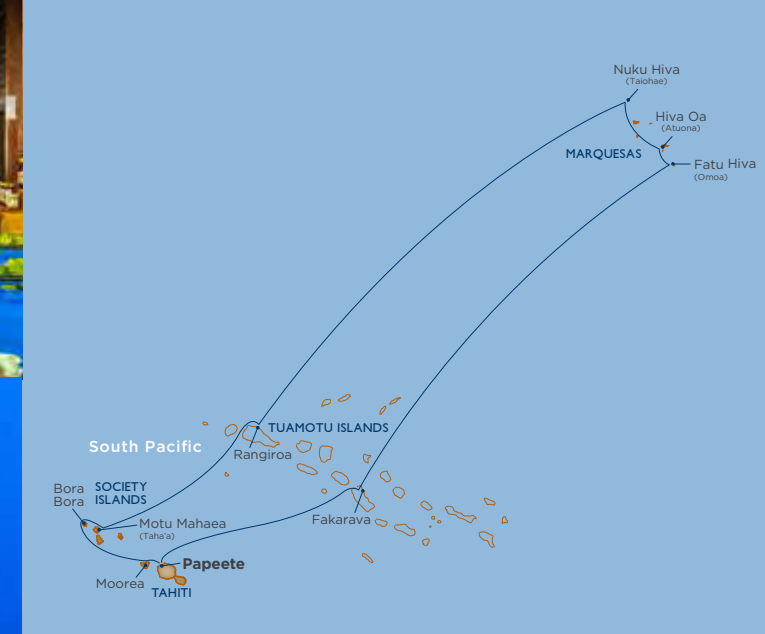 Nuku Hiva
(Taiohae)
Hiva Oa
(Atuona)
MARQUESAS
Fatu Hiva
(Omoa)
TUAMOTU ISLANDS
South Pacific
Rangiroa
Bora
Bora
SOCIETY
ISLANDS
Motu Mahaea
(Taha'a)
Fakarava
Papeete
Moorea
TAHITI